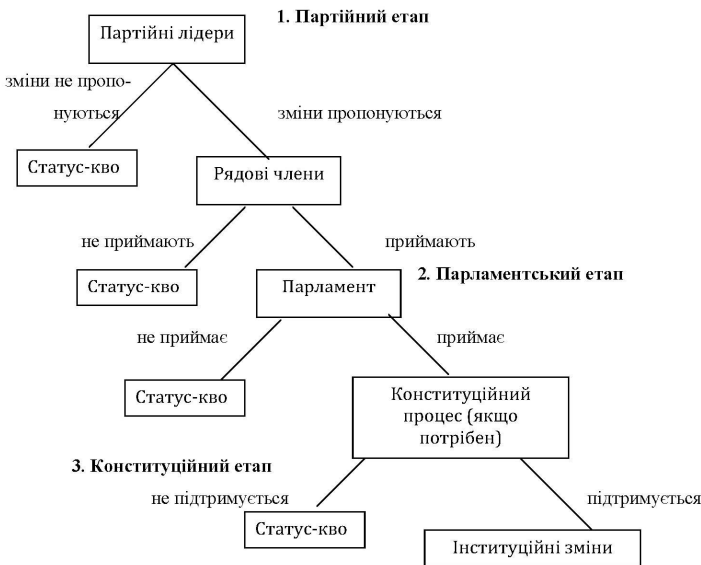 1. Партійний етап
Партійні лідери
зміни не пропо-
нуються
зміни пропонуються
Статус-кво
Рядові члени
не приймають
приймають
Статус-кво
Парламент
2. Парламентський етап
не приймає
приймає
Статус-кво
Конституційний
процес (якщо
потрібен)
3. Конституційний етап
не підтримується
підтримується
Статус-кво
Інституційні зміни